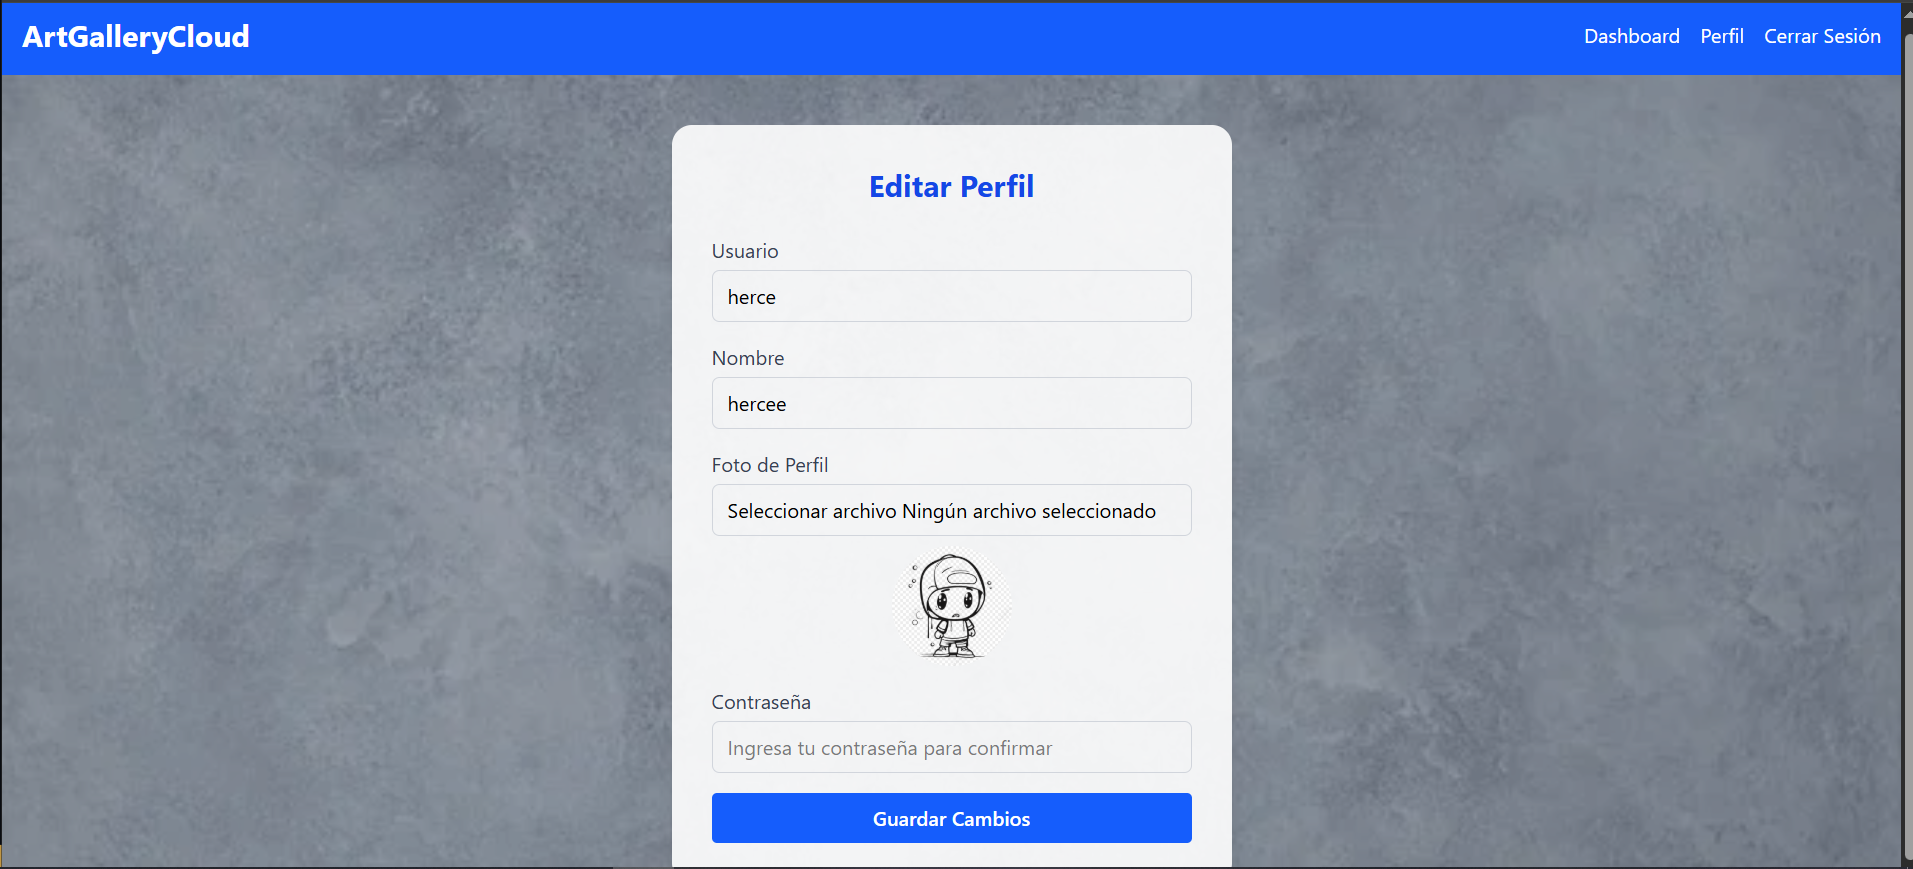 ArtGalleryCloud
Dashboard Perfil Cerrar Sesión
Editar Perfil
Usuario
herce
Nombre
hercee
Foto de Perfil
Seleccionar archivo Ningún archivo seleccionado
Contraseña
Ingresa tu contraseña para confirmar
Guardar Cambios